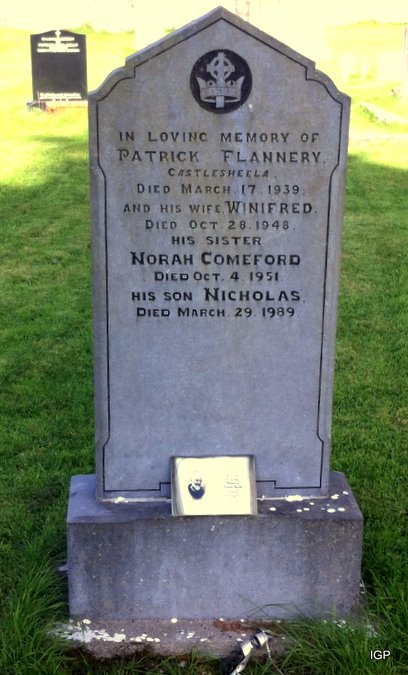 IN LOVING MEMORY OF
PATRICK FLANNERY.
CASTLESHEELA.
DIED MARCH. 17. 1939:
AND HIS WIFE, WINIFRED.
DIED OCT. 28. 1948.
HIS SISTER
NORAH COMEFORD
DIED OCT. 4. 1951.
HIS SON NICHOLAS,
DIED MARCH. 29. 1989
IGP